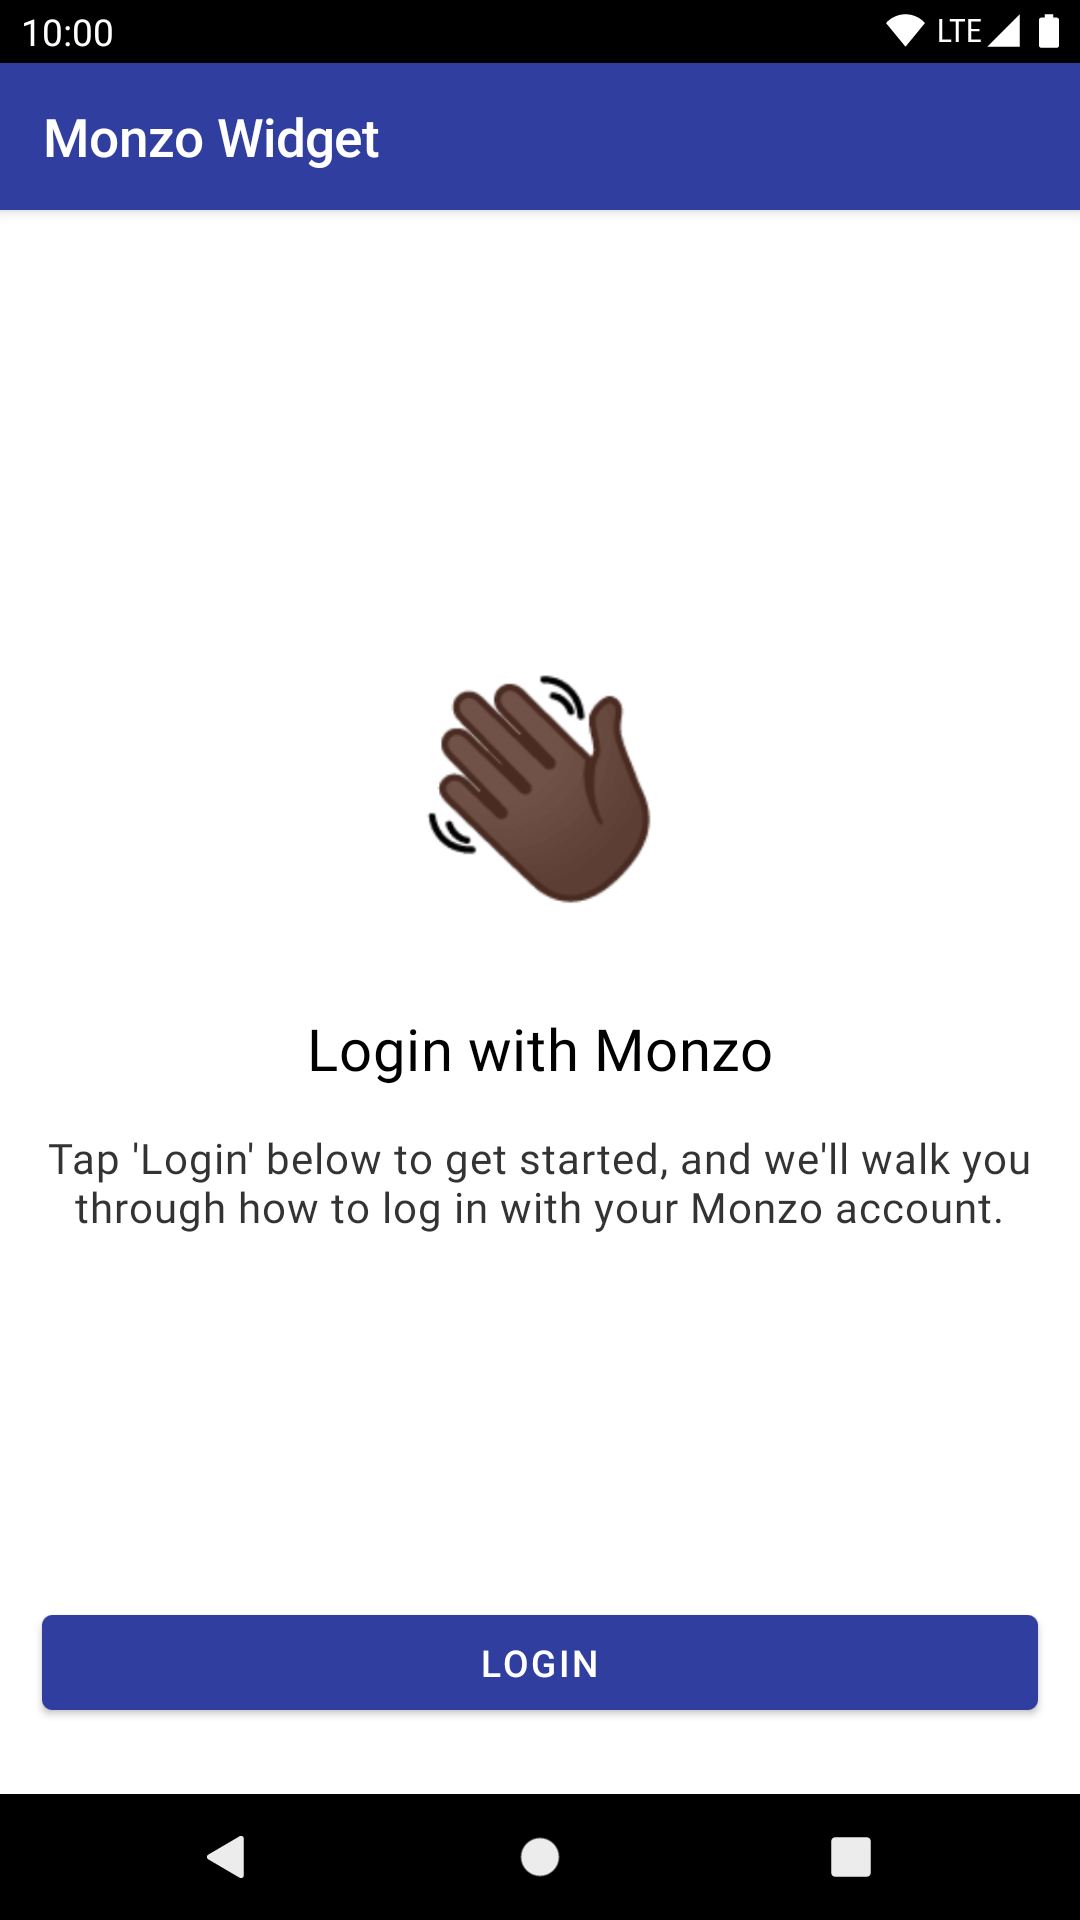 10:00 LTE
Monzo Widget
Login with Monzo
Tap 'Login' below to get started, and we'll walk you
through how to log in with your Monzo account.
LOGIN